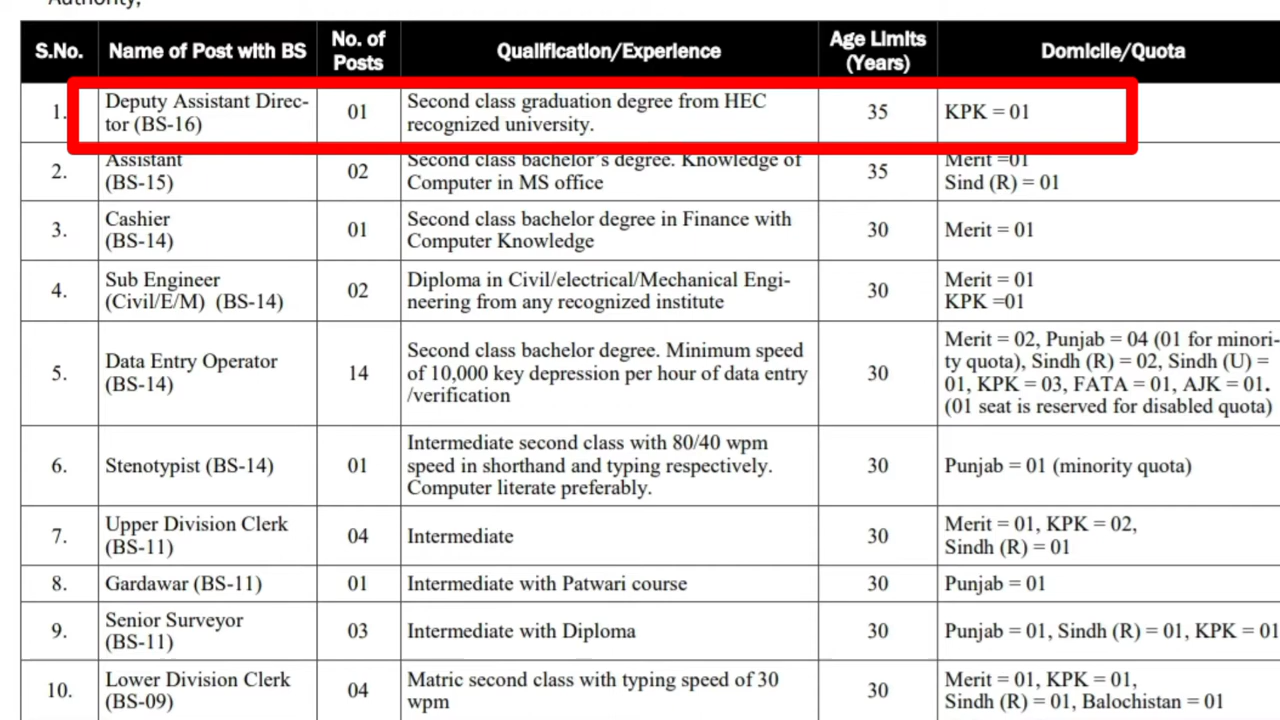 Authority,
S.No. Name of Post with BS No. of Posts Qualification/Experience Age Limits (Years) Domicile/Quota
1. Deputy Assistant Direc-
tor (BS-16) 01 Second class graduation degree from HEC
recognized university. 35 KPK = 01
2. Assistant
(BS-15) 02 Second class bachelor's degree. Knowledge of
Computer in MS office 35 Merit =01
Sind (R) = 01
3. Cashier
(BS-14) 01 Second class bachelor degree in Finance with
Computer Knowledge 30 Merit = 01
4. Sub Engineer
(Civil/E/M) (BS-14) 02 Diploma in Civil/electrical/Mechanical Engi-
neering from any recognized institute 30 Merit = 01
KPK =01
5. Data Entry Operator
(BS-14) 14 Second class bachelor degree. Minimum speed
of 10,000 key depression per hour of data entry
/verification 30 Merit = 02, Punjab = 04 (01 for minori-
ty quota), Sindh (R) = 02, Sindh (U) =
01, KPK = 03, FATA = 01, AJK = 01.
(01 seat is reserved for disabled quota)
6. Stenotypist (BS-14) 01 Intermediate second class with 80/40 wpm
speed in shorthand and typing respectively.
Computer literate preferably. 30 Punjab = 01 (minority quota)
7. Upper Division Clerk
(BS-11) 04 Intermediate 30 Merit = 01, KPK = 02,
Sindh (R) = 01
8. Gardawar (BS-11) 01 Intermediate with Patwari course 30 Punjab = 01
9. Senior Surveyor
(BS-11) 03 Intermediate with Diploma 30 Punjab = 01, Sindh (R) = 01, KPK = 01
10. Lower Division Clerk
(BS-09) 04 Matric second class with typing speed of 30
wpm 30 Merit = 01, KPK = 01,
Sindh (R) = 01, Balochistan = 01